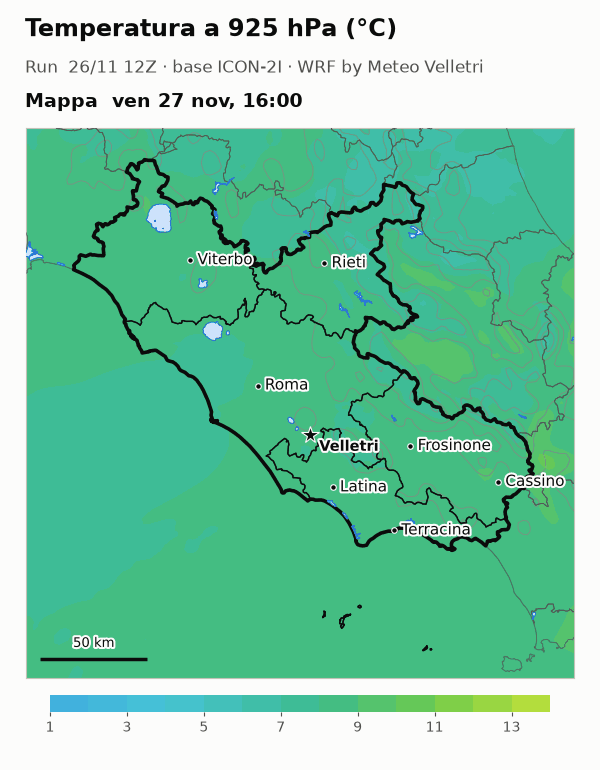 Temperatura a 925 hPa (°C)
Run  26/11 12Z · base ICON-2I · WRF by Meteo Velletri
Mappa  ven 27 nov, 16:00
Viterbo
Rieti
Roma
Velletri
Frosinone
Cassino
Latina
Terracina
50 km
1 3 5 7 9 11 13